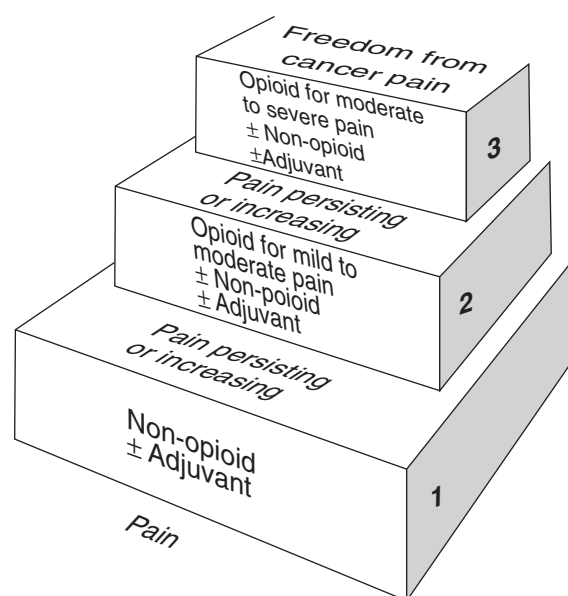 Freedom from
cancer pain
Opioid for moderate
to severe pain
± Non-opioid
±Adjuvant
3
Pain persisting
or increasing
Opioid for mild to
moderate pain
± Non-poioid
± Adjuvant
2
Pain persisting
or increasing
Non-opioid
± Adjuvant
1
Pain